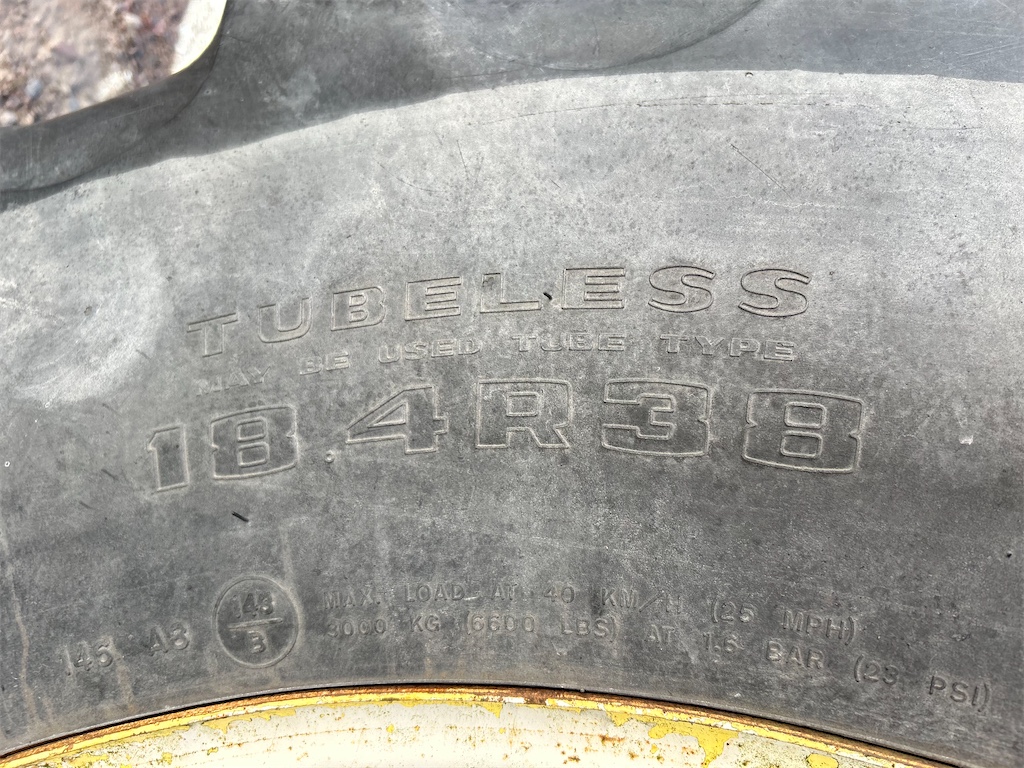 TUBELESS
MAY BE USED TUBE TYPE
18.4R38
MAX. LOAD AT 40 KM/H (25 MPH)
3000 KG (6600 LBS) AT 1.6 BAR (23 PSI)
143
B
145 A8